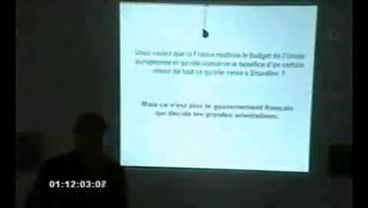 Vous voulez que la France maîtrise le budget de l'Union
européenne et qu'elle conserve le bénéfice d'un certain
retour de tout ce qu'elle verse à Bruxelles ?
Mais ce n'est plus le gouvernement français
qui décide les grandes orientations.
01:12:03:07